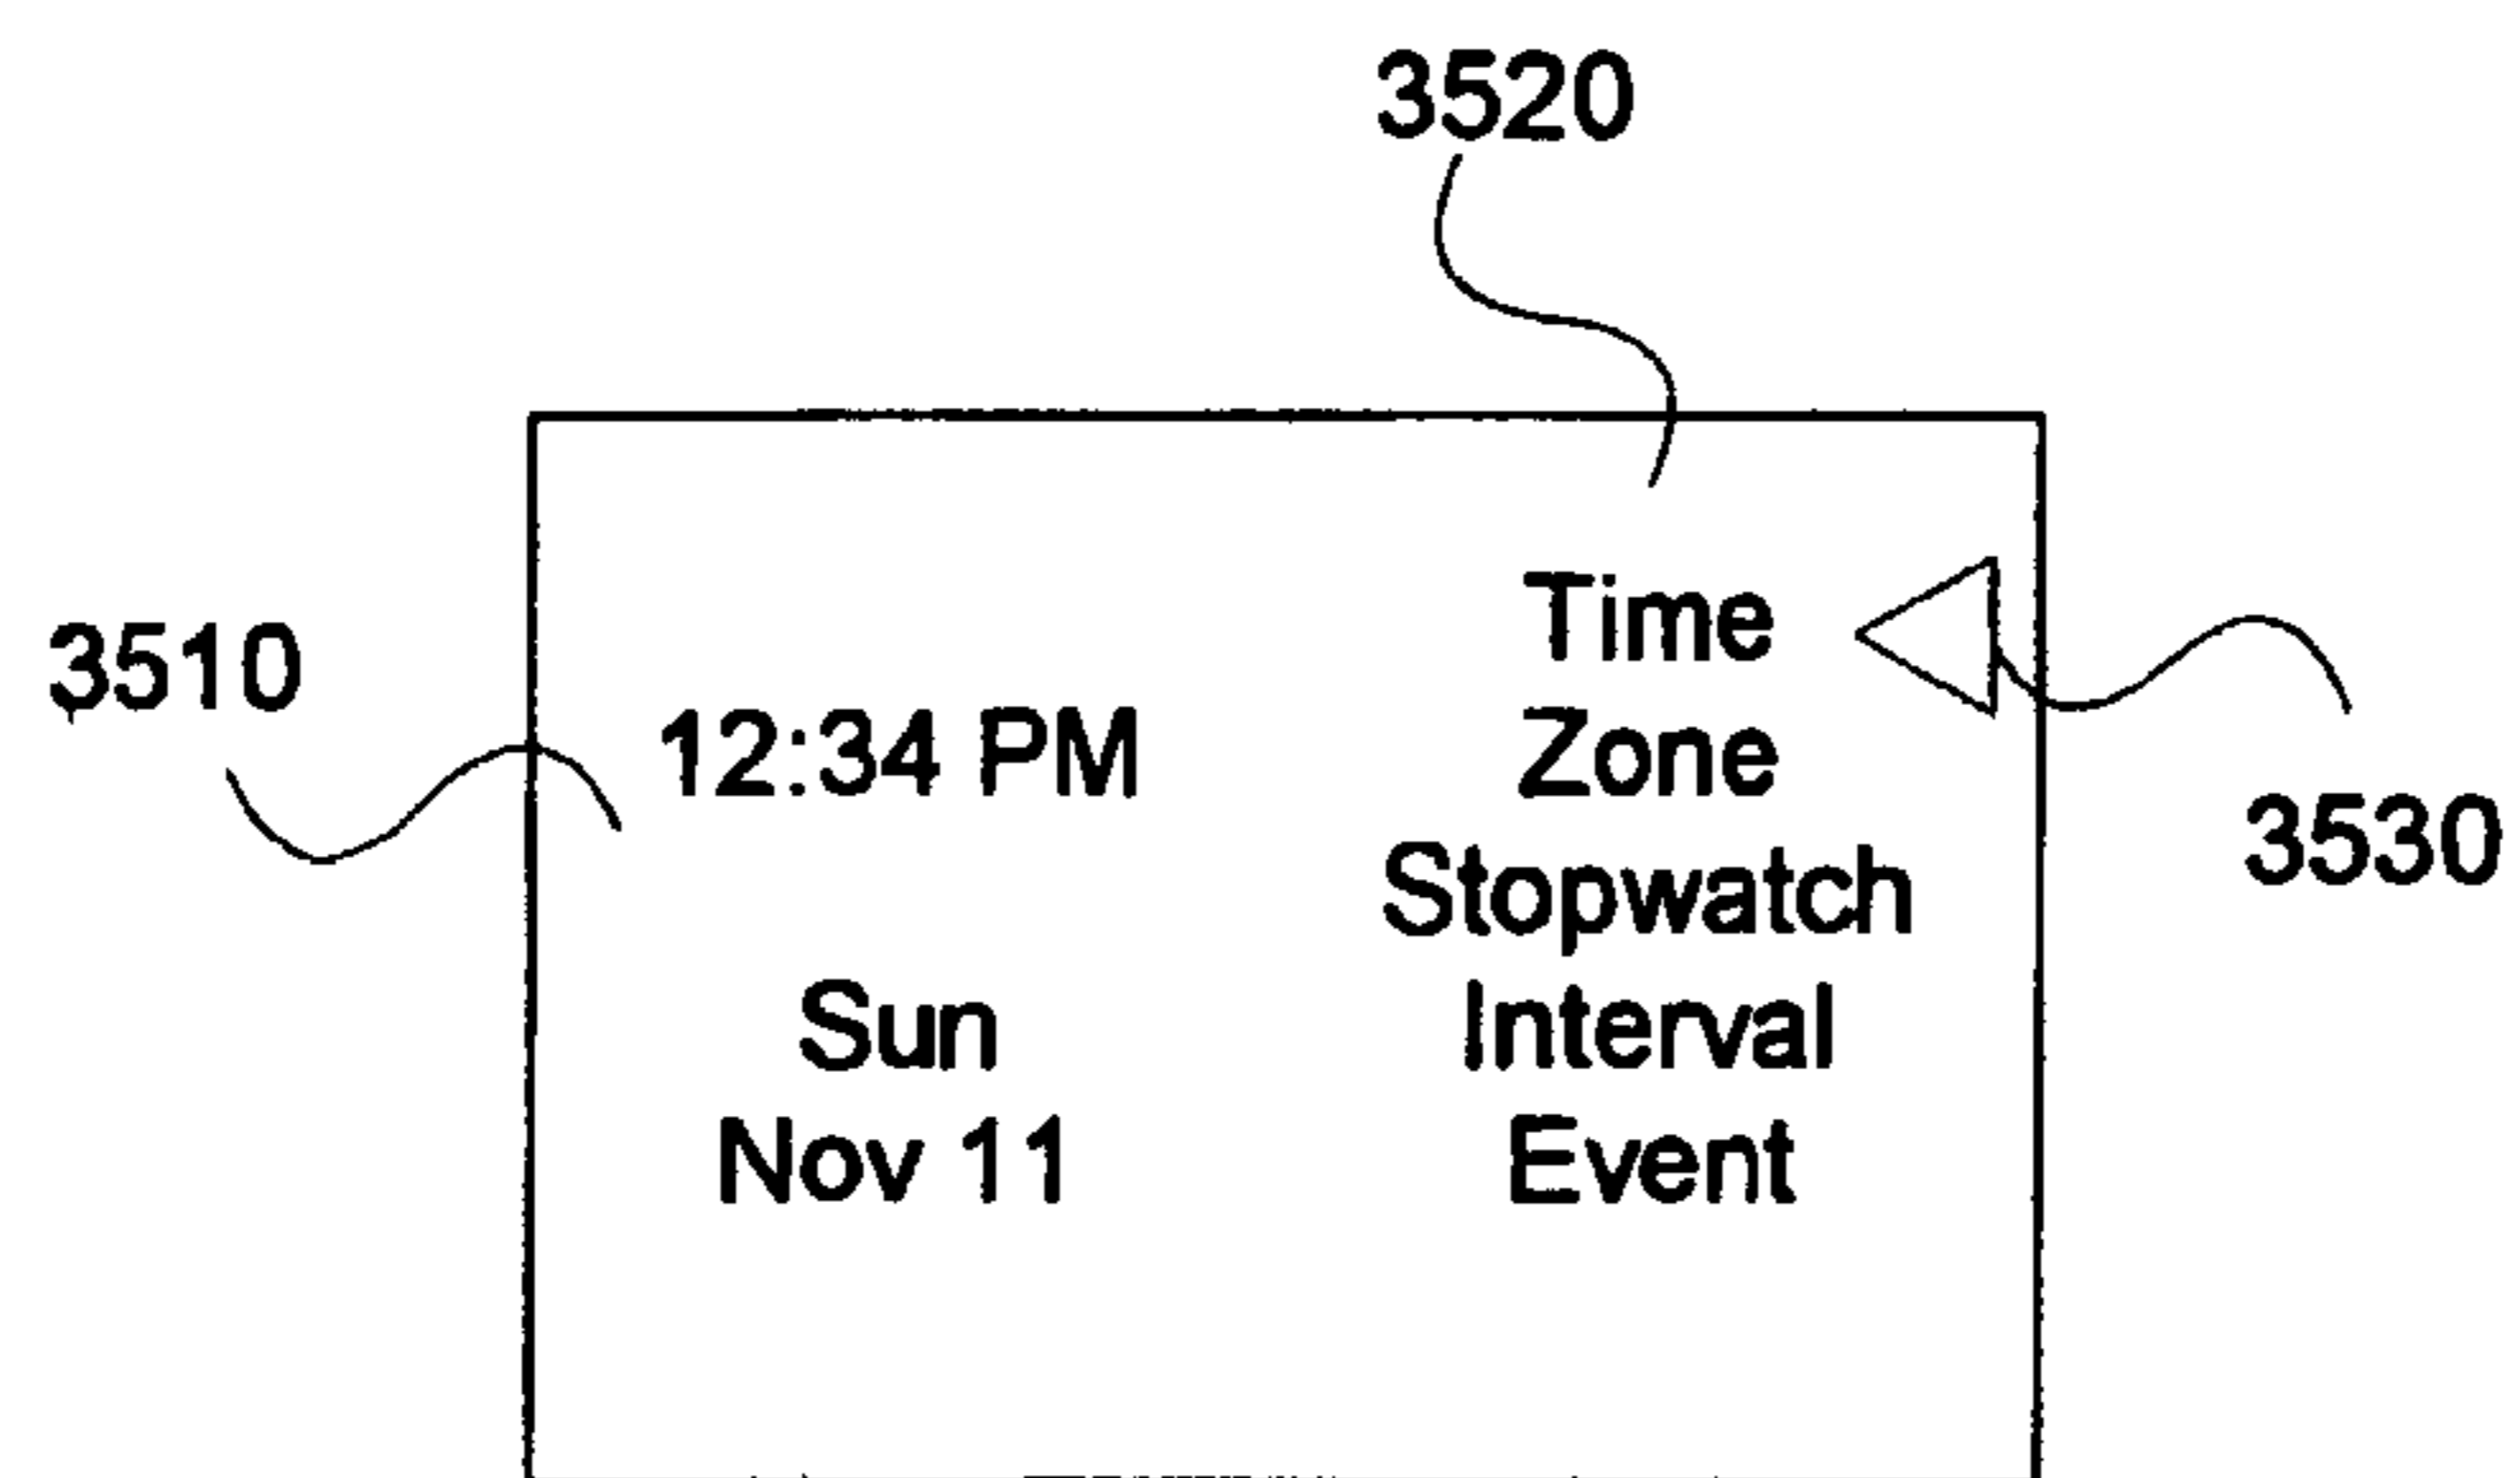 3520
3510
12:34 PM
Sun
Nov 11
Time
Zone
Stopwatch
Interval
Event
3530